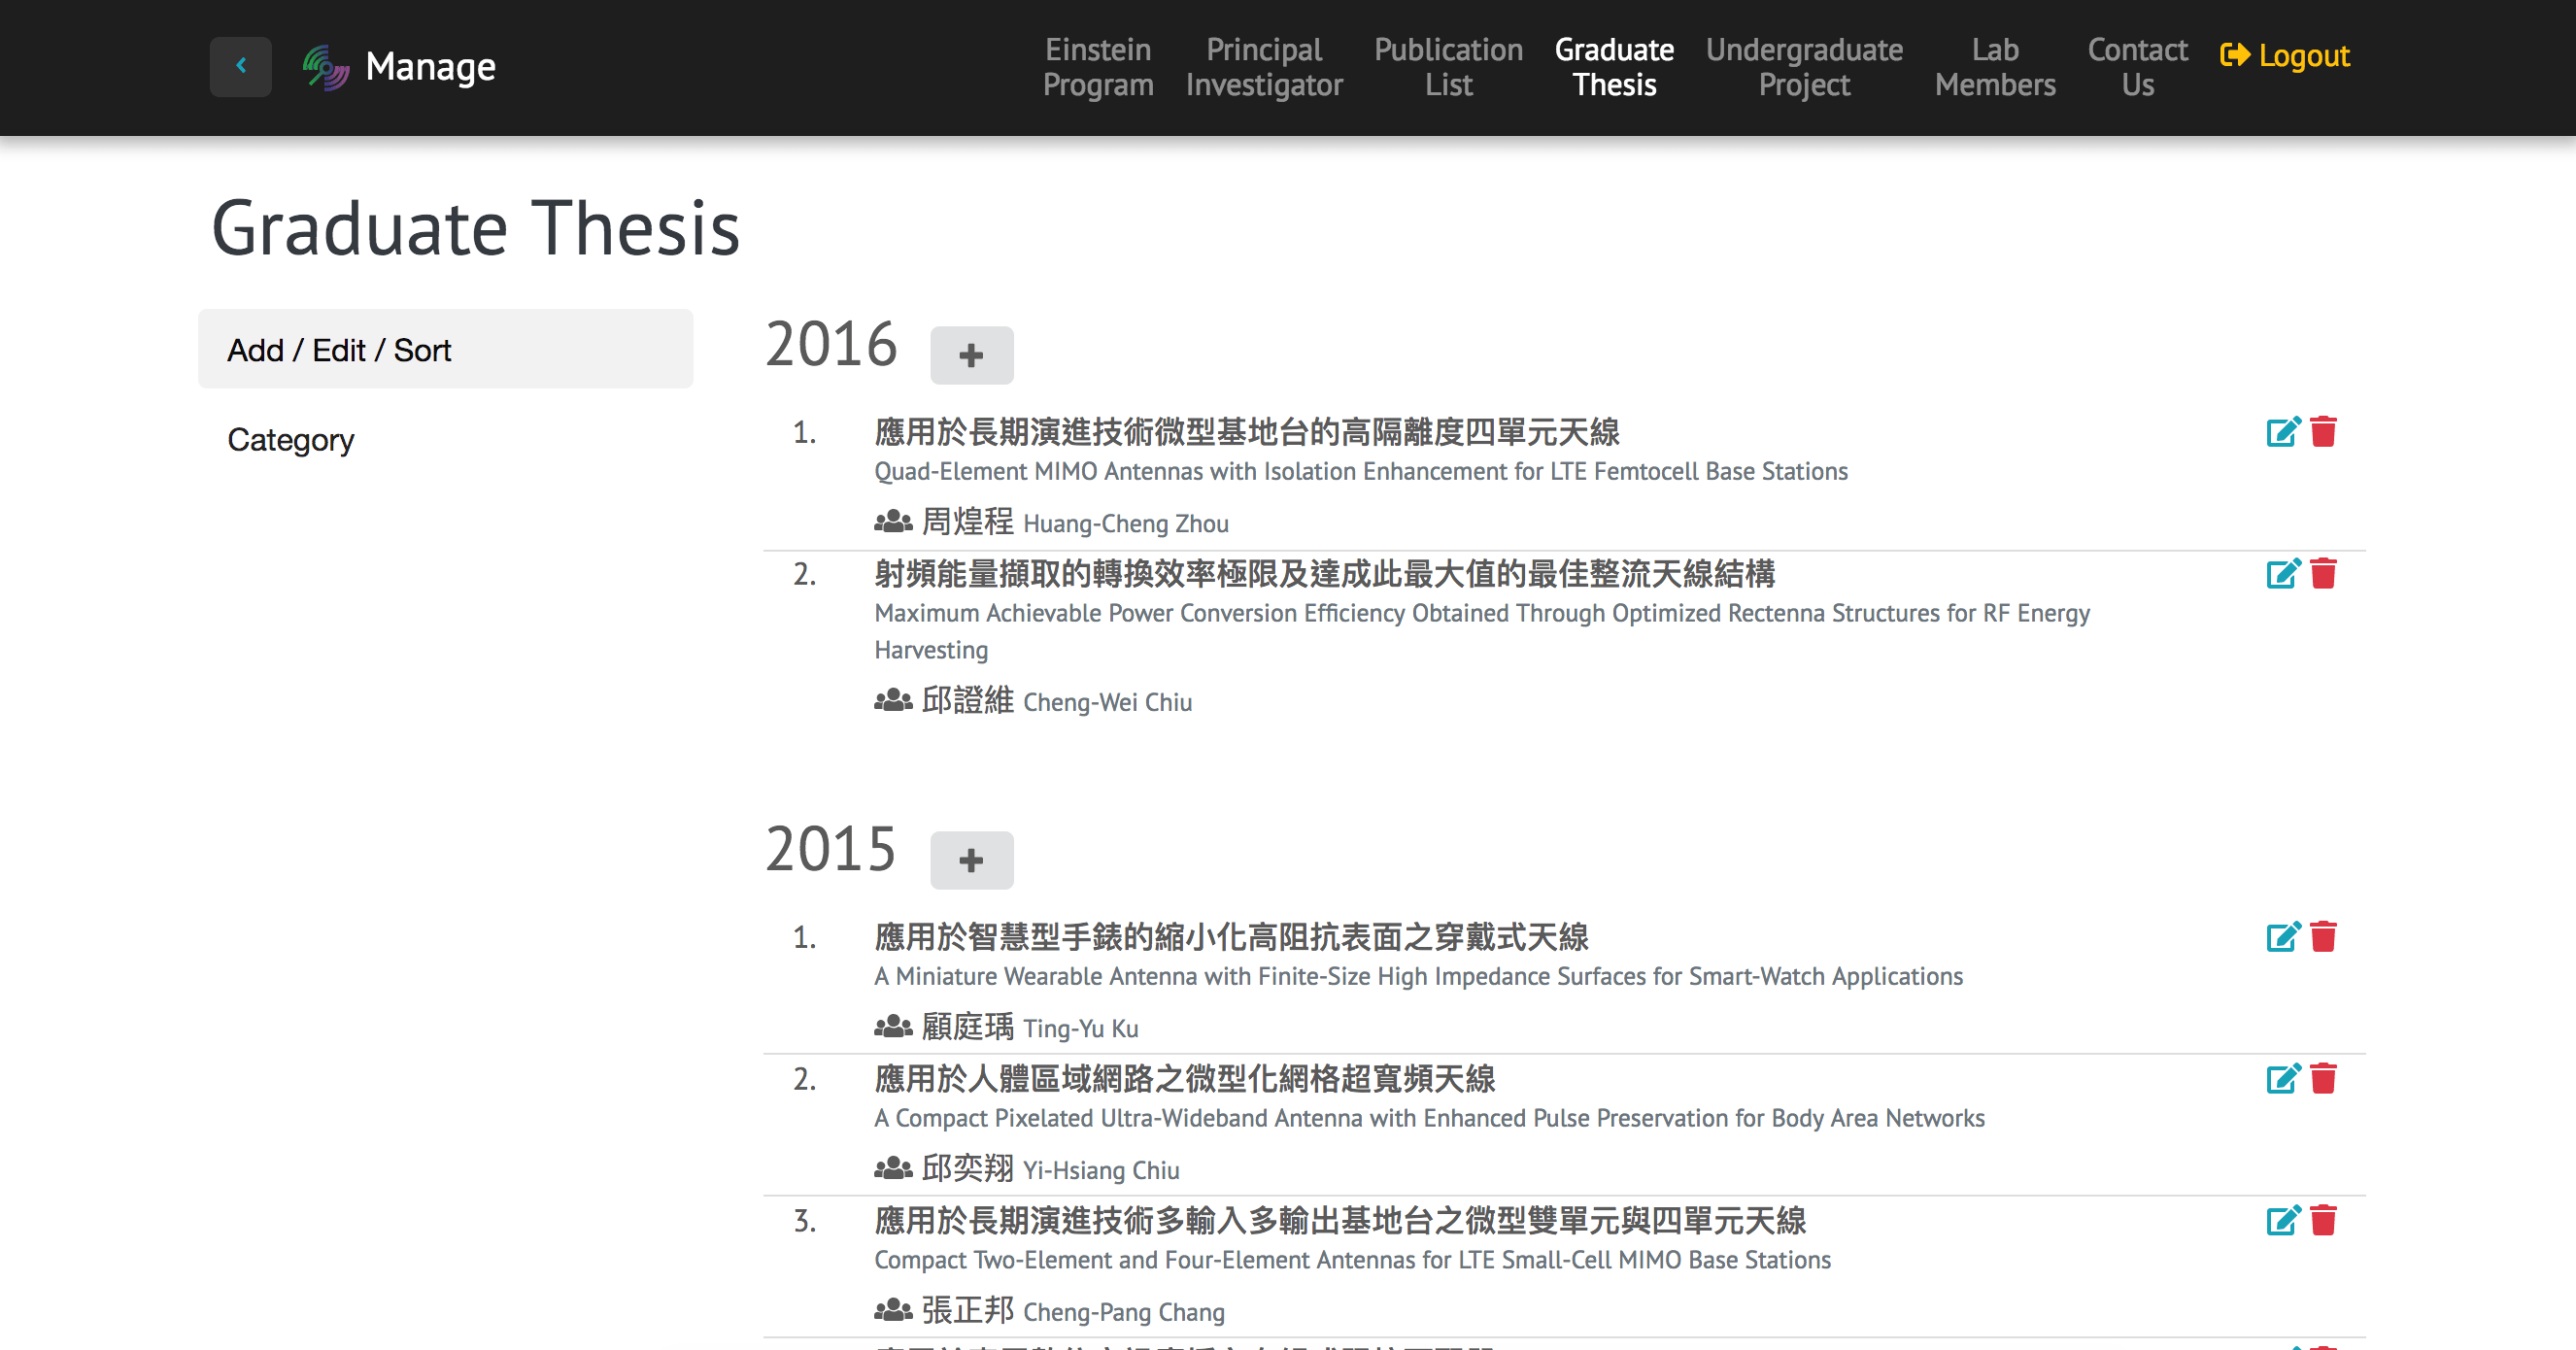 Manage
Einstein Program
Principal Investigator
Publication List
Graduate Thesis
Undergraduate Project
Lab Members
Contact Us
Logout
Graduate Thesis
Add / Edit / Sort
Category
2016
1. 應用於長期演進技術微型基地台的高隔離度四單元天線
Quad-Element MIMO Antennas with Isolation Enhancement for LTE Femtocell Base Stations
周煌程 Huang-Cheng Zhou
2. 射頻能量擷取的轉換效率極限及達成此最大值的最佳整流天線結構
Maximum Achievable Power Conversion Efficiency Obtained Through Optimized Rectenna Structures for RF Energy
Harvesting
邱證維 Cheng-Wei Chiu
2015
1. 應用於智慧型手錶的縮小化高阻抗表面之穿戴式天線
A Miniature Wearable Antenna with Finite-Size High Impedance Surfaces for Smart-Watch Applications
顧庭瑀 Ting-Yu Ku
2. 應用於人體區域網路之微型化網格超寬頻天線
A Compact Pixelated Ultra-Wideband Antenna with Enhanced Pulse Preservation for Body Area Networks
邱奕翔 Yi-Hsiang Chiu
3. 應用於長期演進技術多輸入多輸出基地台之微型雙單元與四單元天線
Compact Two-Element and Four-Element Antennas for LTE Small-Cell MIMO Base Stations
張正邦 Cheng-Pang Chang